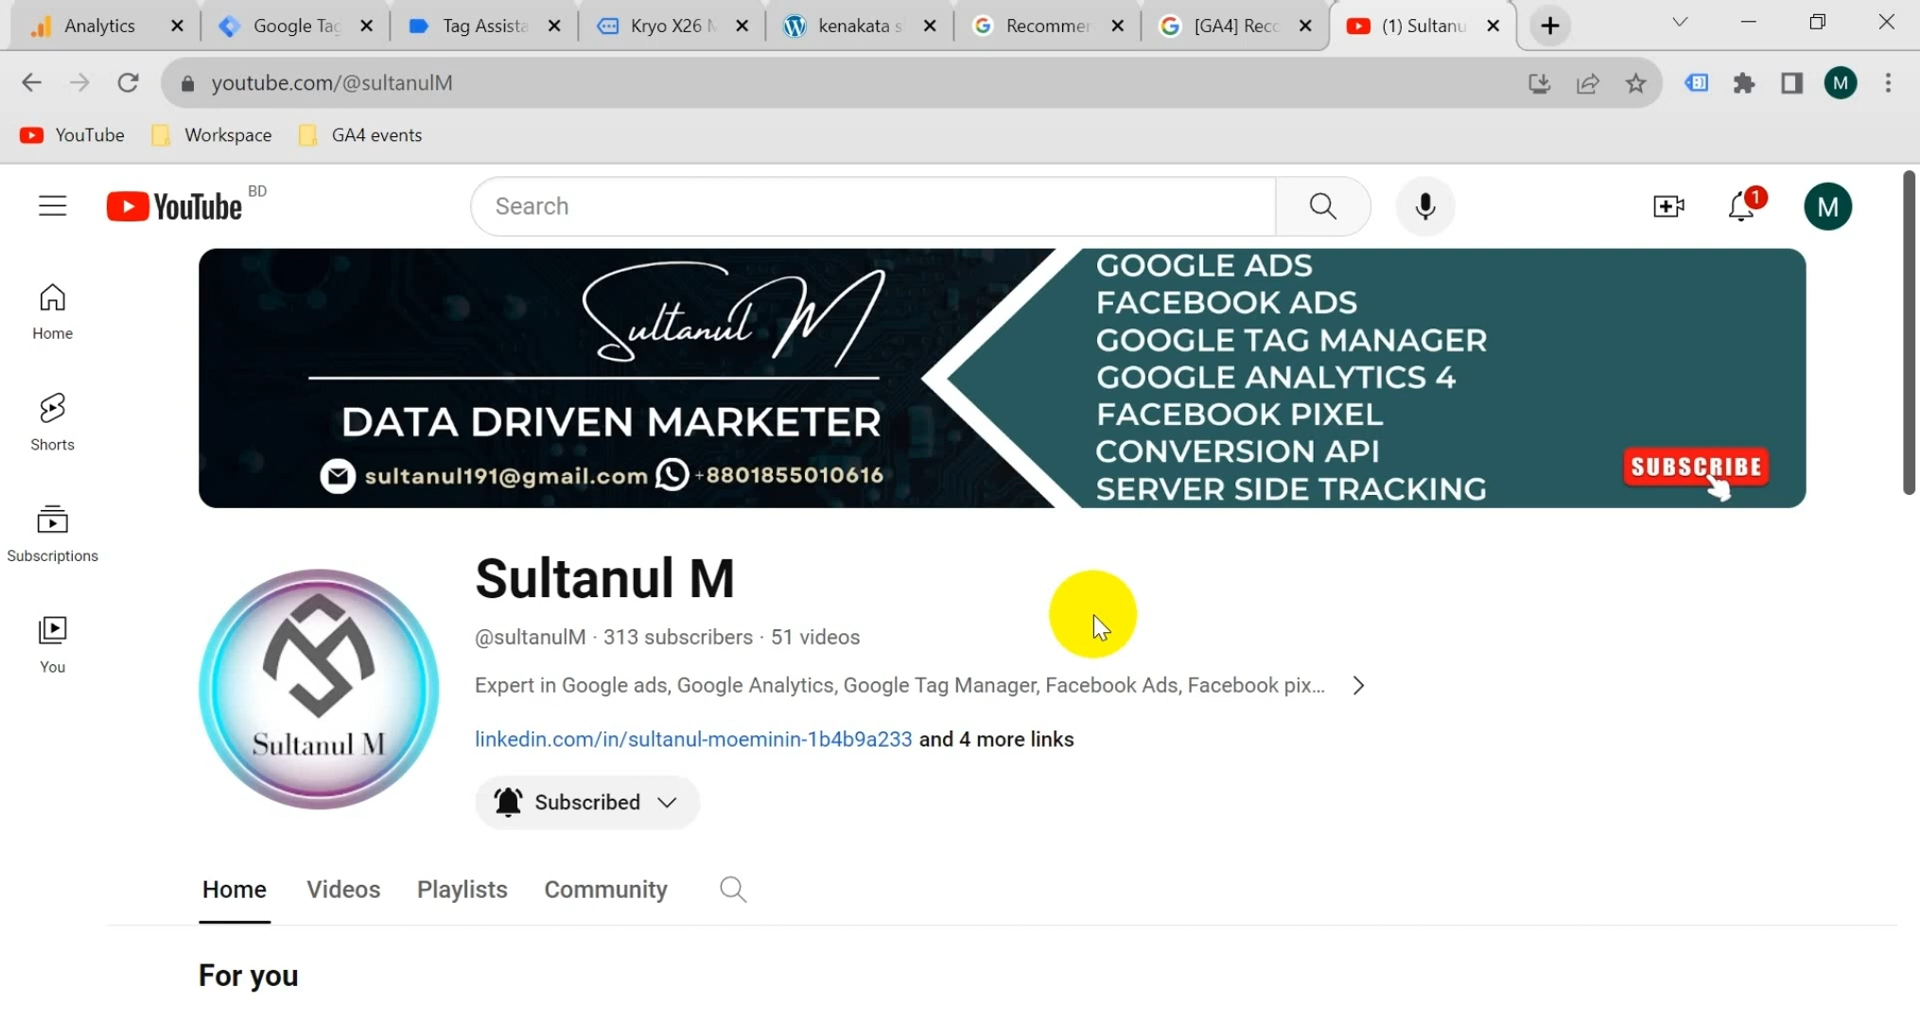 Analytics
Google Tag
Tag Assista
Kryo X26 M
kenakata s
Recommen
[GA4] Reco
(1) Sultanu
youtube.com/@sultanulM
M
YouTube
Workspace
GA4 events
YouTube BD
Search
1
M
Home
Shorts
Subscriptions
You
Sultanul M
DATA DRIVEN MARKETER
sultanul191@gmail.com +8801855010616
GOOGLE ADS
FACEBOOK ADS
GOOGLE TAG MANAGER
GOOGLE ANALYTICS 4
FACEBOOK PIXEL
CONVERSION API
SERVER SIDE TRACKING
SUBSCRIBE
Sultanul M
Sultanul M
@sultanulM · 313 subscribers · 51 videos
Expert in Google ads, Google Analytics, Google Tag Manager, Facebook Ads, Facebook pix...
linkedin.com/in/sultanul-moeminin-1b4b9a233 and 4 more links
Subscribed
Home Videos Playlists Community
For you